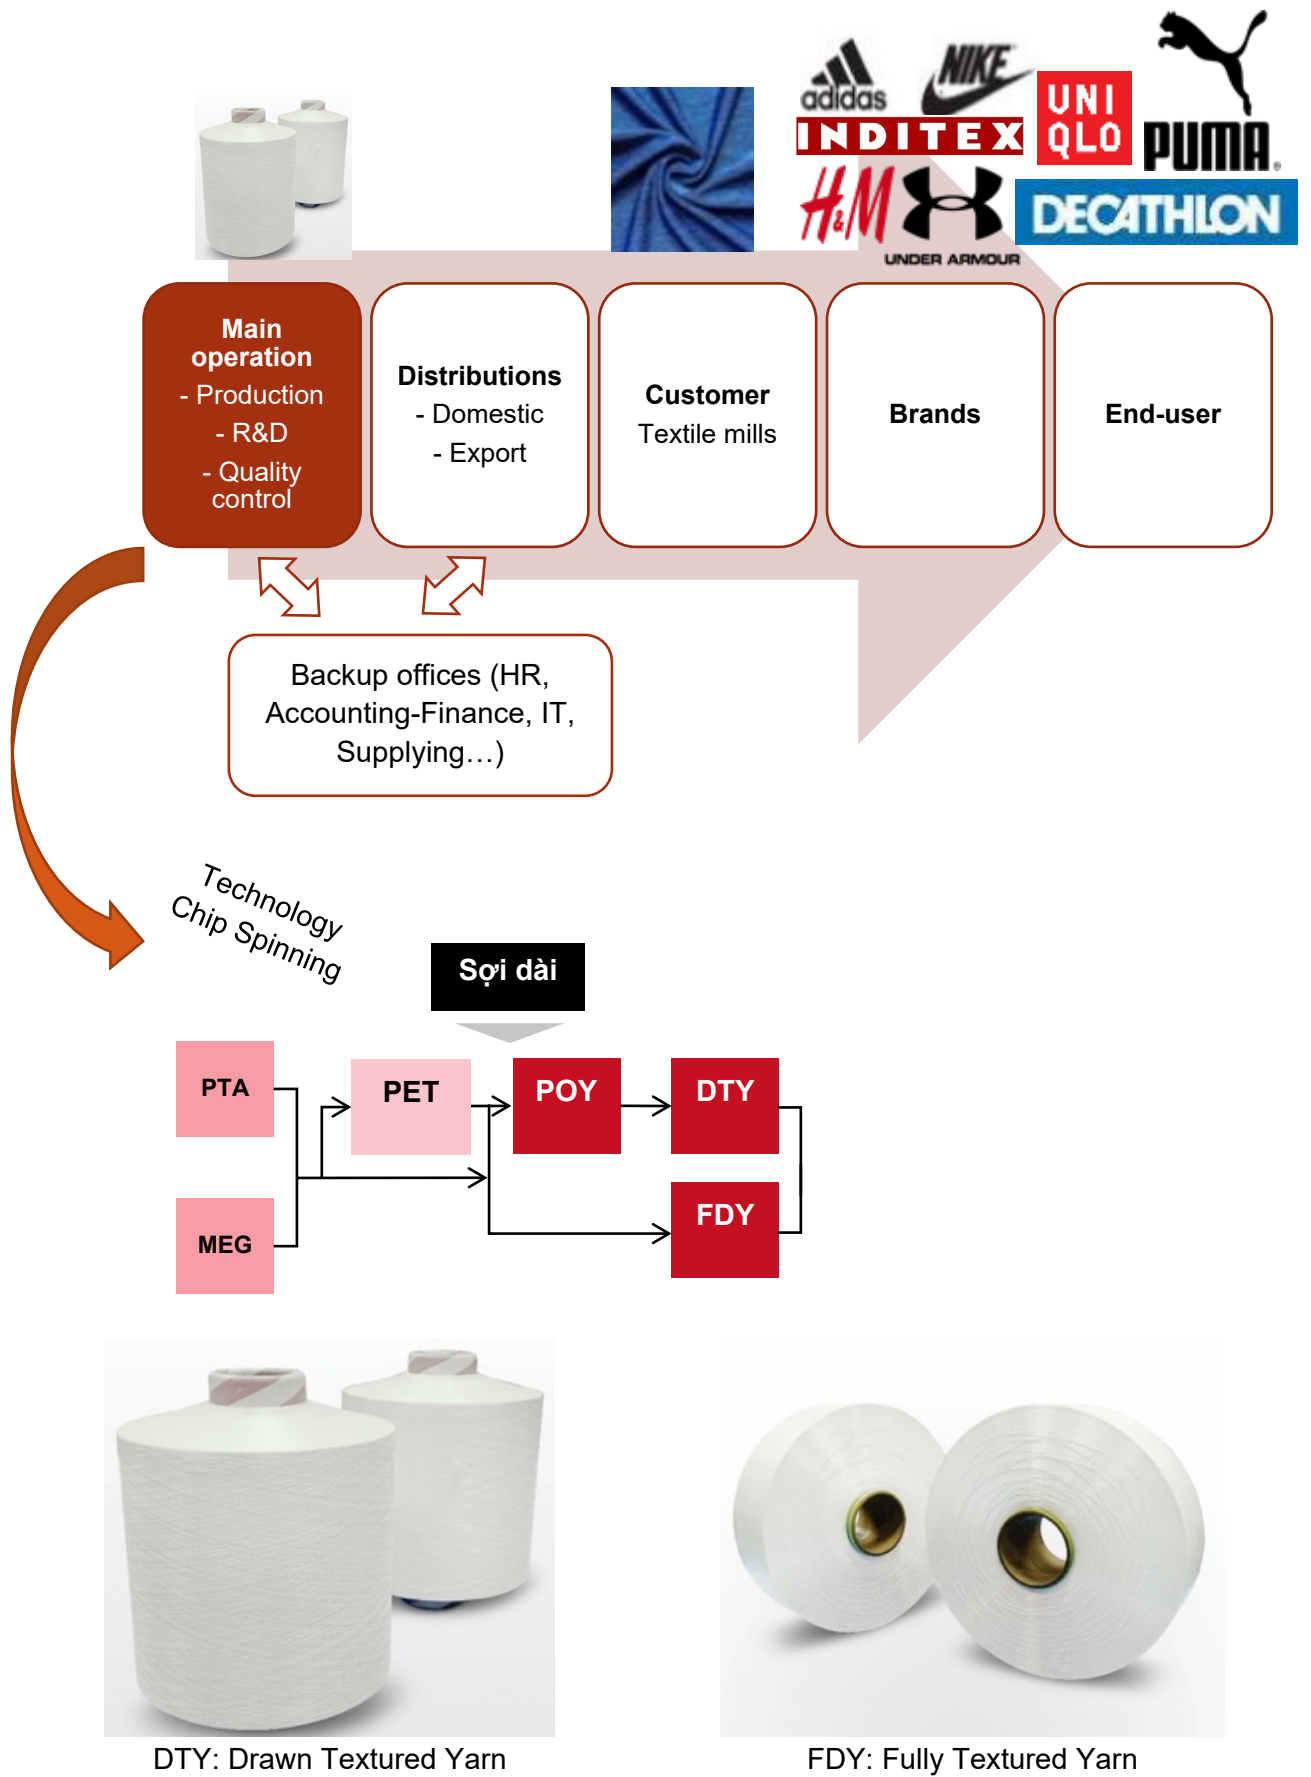 adidas
NIKE
INDITEX
UNI
QLO
PUMA
H&M
UNDER ARMOUR
DECATHLON
Main
operation
- Production
- R&D
- Quality
control
Distributions
- Domestic
- Export
Customer
Textile mills
Brands
End-user
Backup offices (HR,
Accounting-Finance, IT,
Supplying…)
Technology
Chip Spinning
Sợi dài
PTA
PET
POY
DTY
MEG
FDY
DTY: Drawn Textured Yarn
FDY: Fully Textured Yarn